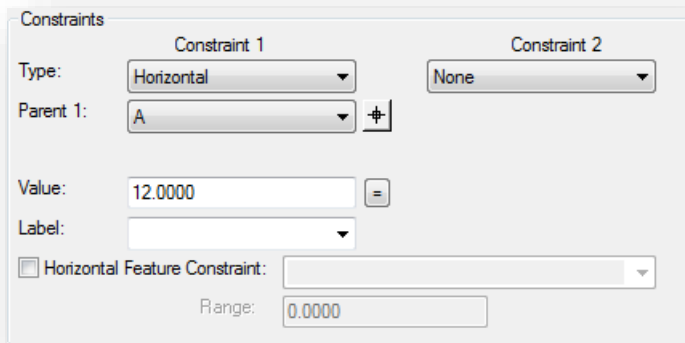 Constraints
Constraint 1 Constraint 2
Type: Horizontal None
Parent 1: A
Value: 12.0000 =
Label:
Horizontal Feature Constraint:
Range: 0.0000